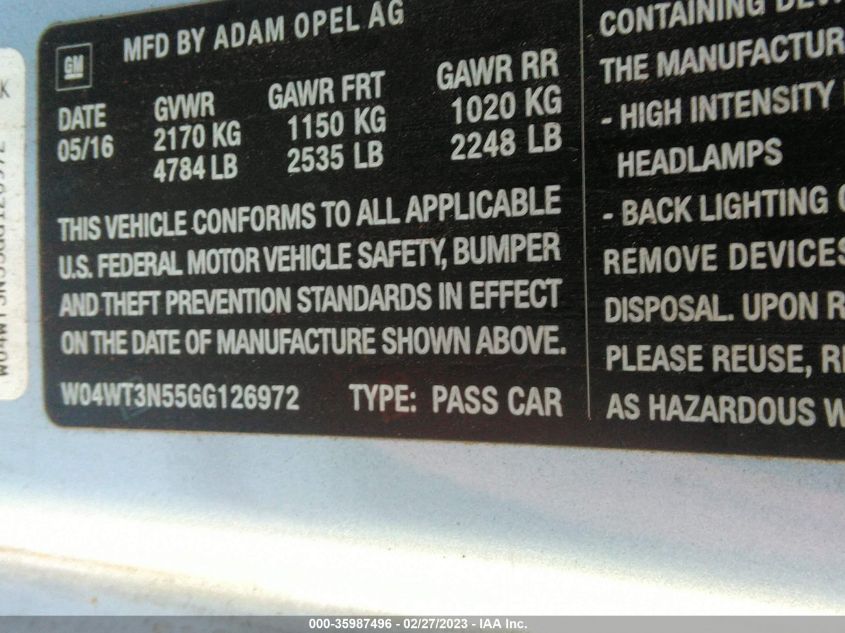 GM
MFD BY ADAM OPEL AG
DATE GVWR GAWR FRT GAWR RR
05/16 2170 KG 1150 KG 1020 KG
4784 LB 2535 LB 2248 LB
THIS VEHICLE CONFORMS TO ALL APPLICABLE
U.S. FEDERAL MOTOR VEHICLE SAFETY, BUMPER
AND THEFT PREVENTION STANDARDS IN EFFECT
ON THE DATE OF MANUFACTURE SHOWN ABOVE.
W04WT3N55GG126972 TYPE: PASS CAR
CONTAINING
THE MANUFACTUR
- HIGH INTENSITY
HEADLAMPS
- BACK LIGHTING
REMOVE DEVICES
DISPOSAL. UPON R
PLEASE REUSE,
AS HAZARDOUS W
W04WT3N55GG126972
000-35987496 - 02/27/2023 - IAA Inc.